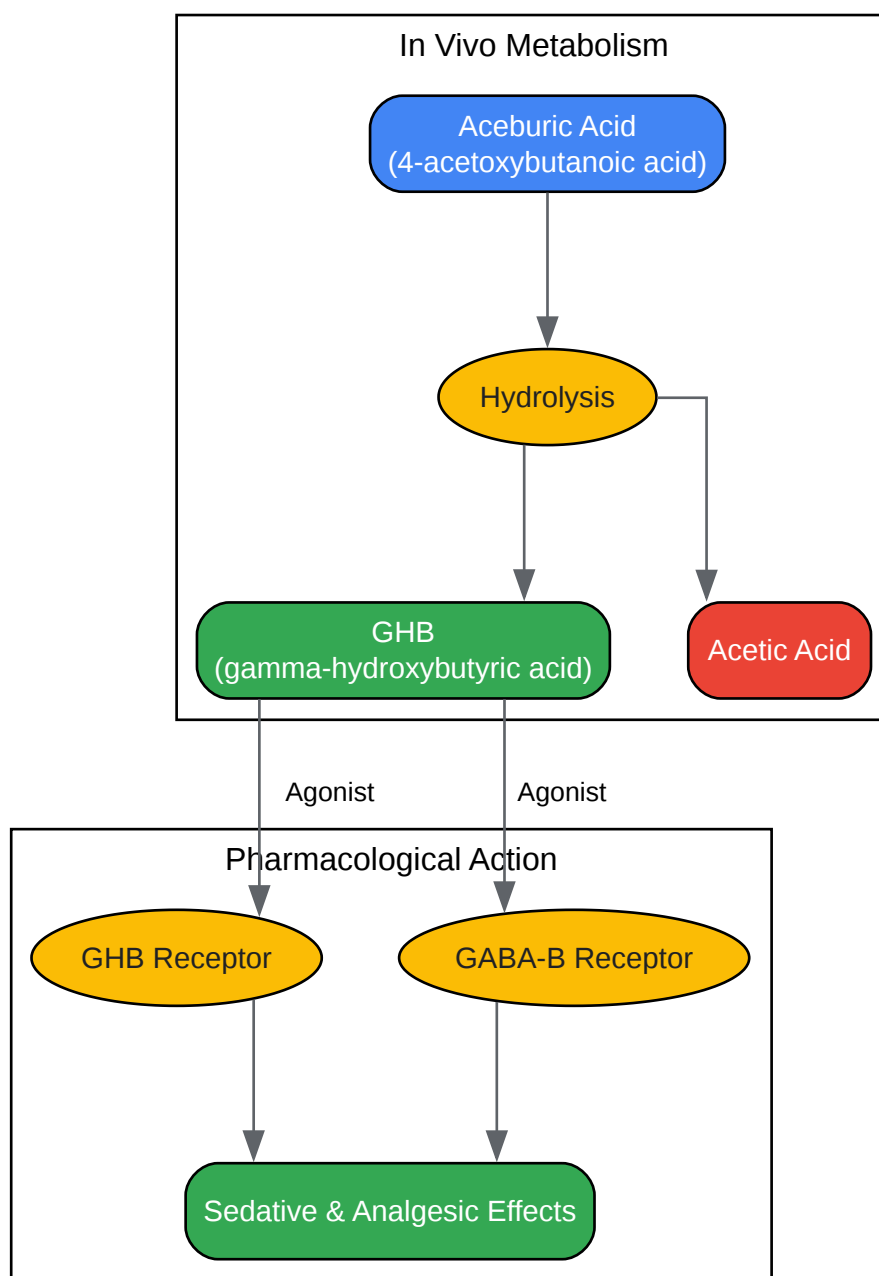 In Vivo Metabolism
Aceburic Acid
(4-acetoxybutanoic acid)
Hydrolysis
GHB
(gamma-hydroxybutyric acid)
Acetic Acid
Agonist
Agonist
Pharmacological Action
GHB Receptor
GABA-B Receptor
Sedative & Analgesic Effects